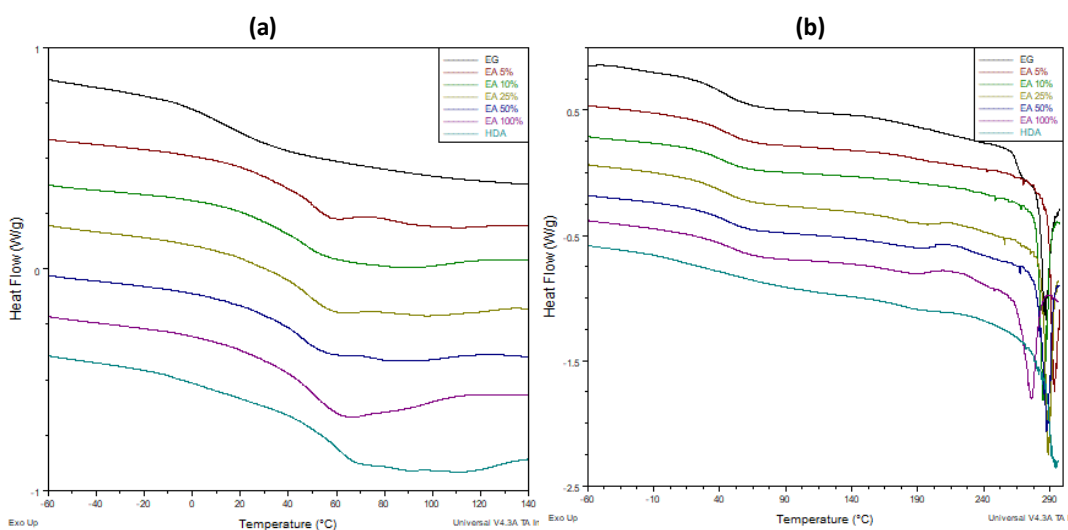 (a)
(b)
EG
EA 5%
EA 10%
EA 25%
EA 50%
EA 100%
HDA
EG
EA 5%
EA 10%
EA 25%
EA 50%
EA 100%
HDA
1
0
-1
Heat Flow (W/g)
0.5
-0.5
-1.5
-2.5
Heat Flow (W/g)
-60
-40
-20
0
20
40
60
80
100
120
140
-60
-10
40
90
140
190
240
290
Exo Up
Temperature (°C)
Universal V4.3A TA In
Exo Up
Temperature (°C)
Universal V4.3A TA